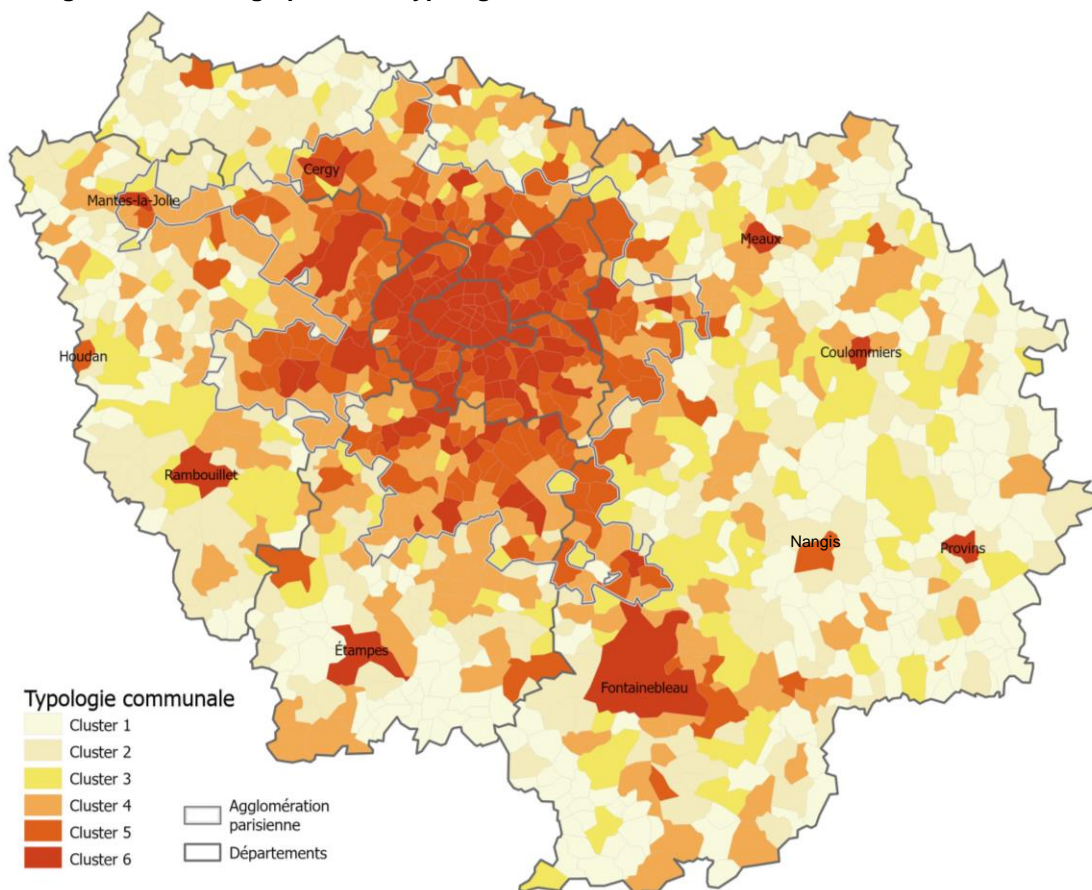 Cergy
Mantes-la-Jolie
Meaux
Houdan
Coulommiers
Rambouillet
Nangis
Provins
Étampes
Fontainebleau
Typologie communale
Cluster 1
Cluster 2
Cluster 3
Cluster 4
Cluster 5
Cluster 6
Agglomération
parisienne
Départements